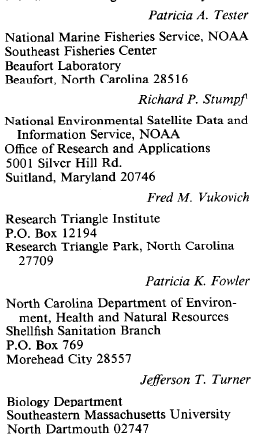 Patricia A. Tester
National Marine Fisheries Service, NOAA
Southeast Fisheries Center
Beaufort Laboratory
Beaufort, North Carolina 28516
Richard P. Stumpf¹
National Environmental Satellite Data and
Information Service, NOAA
Office of Research and Applications
5001 Silver Hill Rd.
Suitland, Maryland 20746
Fred M. Vukovich
Research Triangle Institute
P.O. Box 12194
Research Triangle Park, North Carolina
27709
Patricia K. Fowler
North Carolina Department of Environ-
ment, Health and Natural Resources
Shellfish Sanitation Branch
P.O. Box 769
Morehead City 28557
Jefferson T. Turner
Biology Department
Southeastern Massachusetts University
North Dartmouth 02747